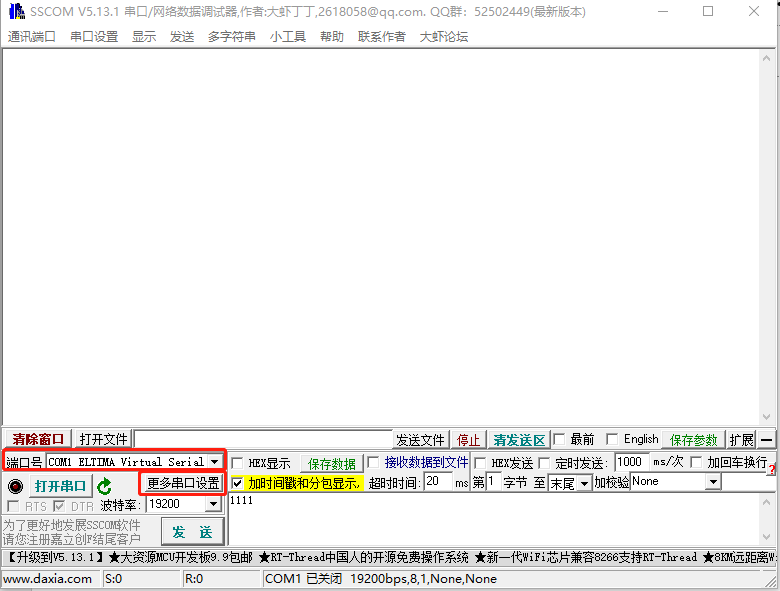 SSCOM V5.13.1 串口/网络数据调试器,作者:大虾丁丁,2618058@qq.com. QQ群: 52502449(最新版本)
通讯端口 串口设置 显示 发送 多字符串 小工具 帮助 联系作者 大虾论坛
清除窗口 打开文件 发送文件 停止 清发送区 最前 English 保存参数 扩展 —
端口号 COM1 ELTIMA Virtual Serial HEX显示 保存数据 接收数据到文件 HEX发送 定时发送: 1000 ms/次 加回车换行
打开串口 更多串口设置 加时间戳和分包显示, 超时时间: 20 ms 第 1 字节 至 末尾 加校验 None
RTS DTR 波特率: 19200 1111
为了更好地发展SSCOM软件
请您注册嘉立创F结尾客户
发 送
【升级到V5.13.1】★大资源MCU开发板9.9包邮 ★RT-Thread中国人的开源免费操作系统 ★新一代WiFi芯片兼容8266支持RT-Thread ★8KM远距离W
www.daxia.com S:0 R:0 COM1 已关闭 19200bps,8,1,None,None